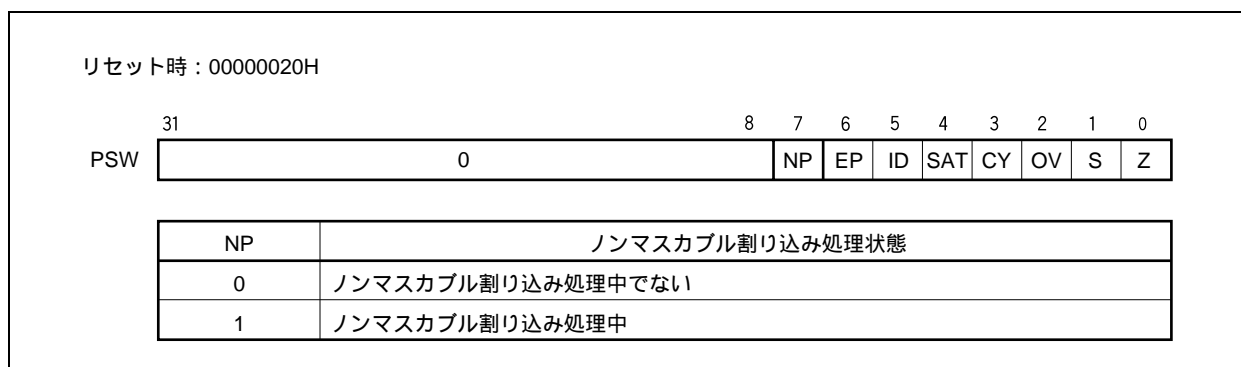 リセット時：00000020H
31 8 7 6 5 4 3 2 1 0
PSW 0 NP EP ID SAT CY OV S Z
NP ノンマスカブル割り込み処理状態
0 ノンマスカブル割り込み処理中でない
1 ノンマスカブル割り込み処理中